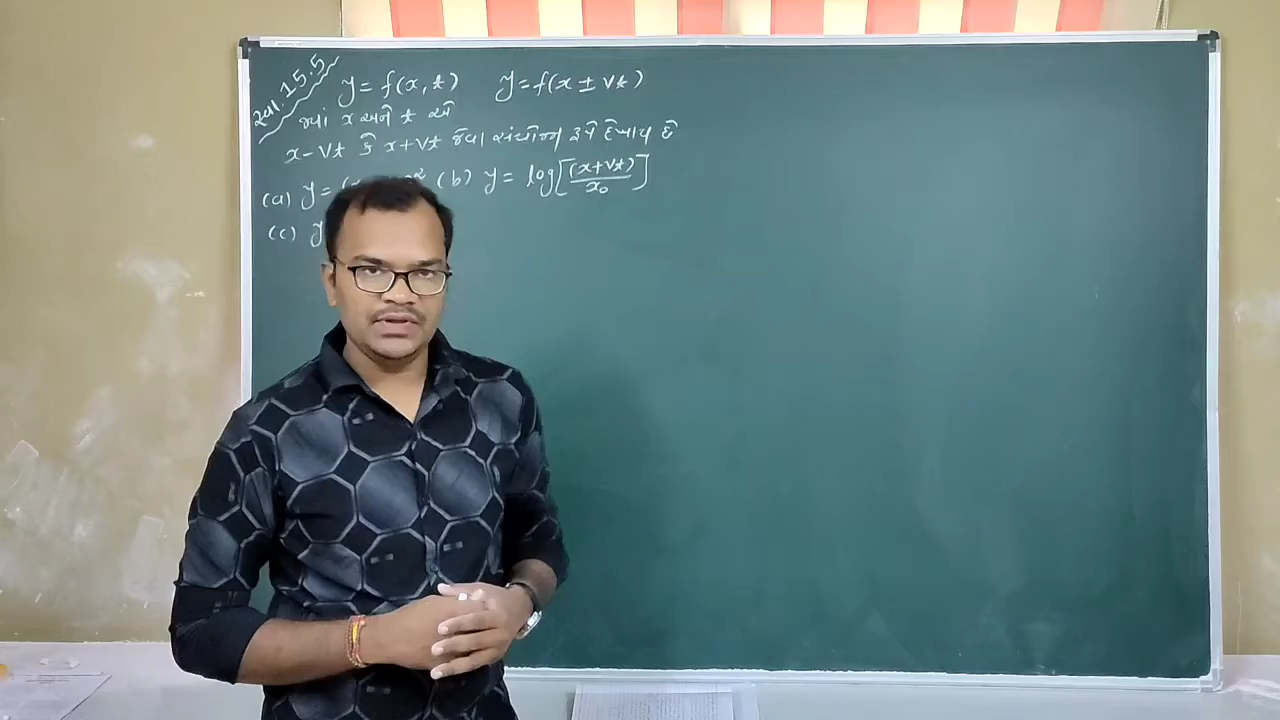 સ્વા.15.5
y = f(x, t) y = f(x ± vt)
જ્યાં x અને t એ
x - vt કે x + vt જેવા સંયોજન રૂપે દેખાય છે
(a) y = (x (b) y = log[(x+vt)/x₀]
(c) y